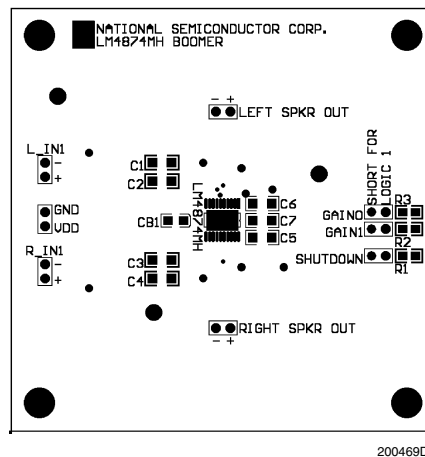 NATIONAL SEMICONDUCTOR CORP.
LM4874MH BOOMER
- +
LEFT SPKR OUT
L_IN1
-
+
C1
C2
GND
VDD
CB1
LM4874MH
C6
C7
C5
SHORT FOR
LOGIC 1
R3
GAIN0
GAIN1
R2
SHUTDOWN
R1
R_IN1
-
+
C3
C4
RIGHT SPKR OUT
- +